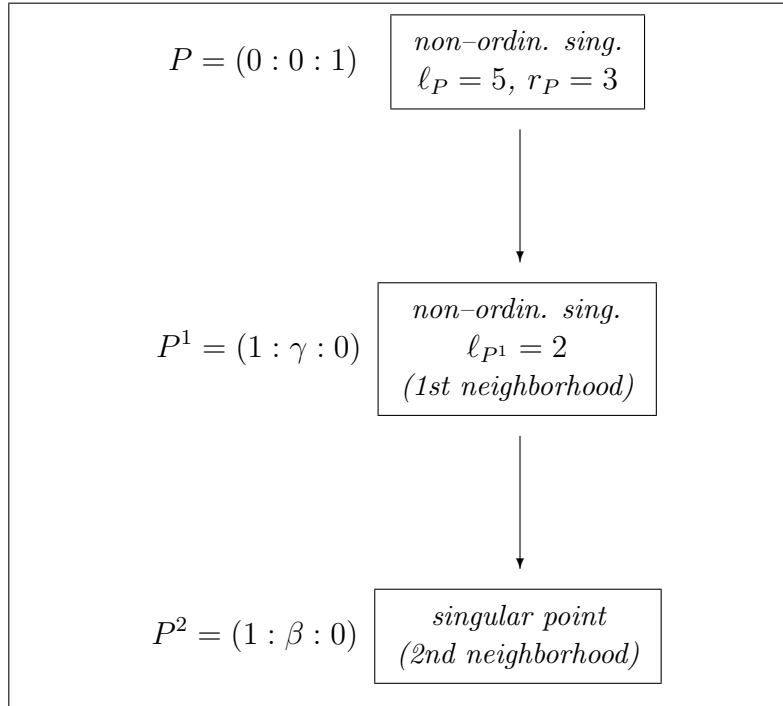 P = (0 : 0 : 1)
non–ordin. sing.
ℓ_P = 5, r_P = 3
P^1 = (1 : γ : 0)
non–ordin. sing.
ℓ_{P^1} = 2
(1st neighborhood)
P^2 = (1 : β : 0)
singular point
(2nd neighborhood)